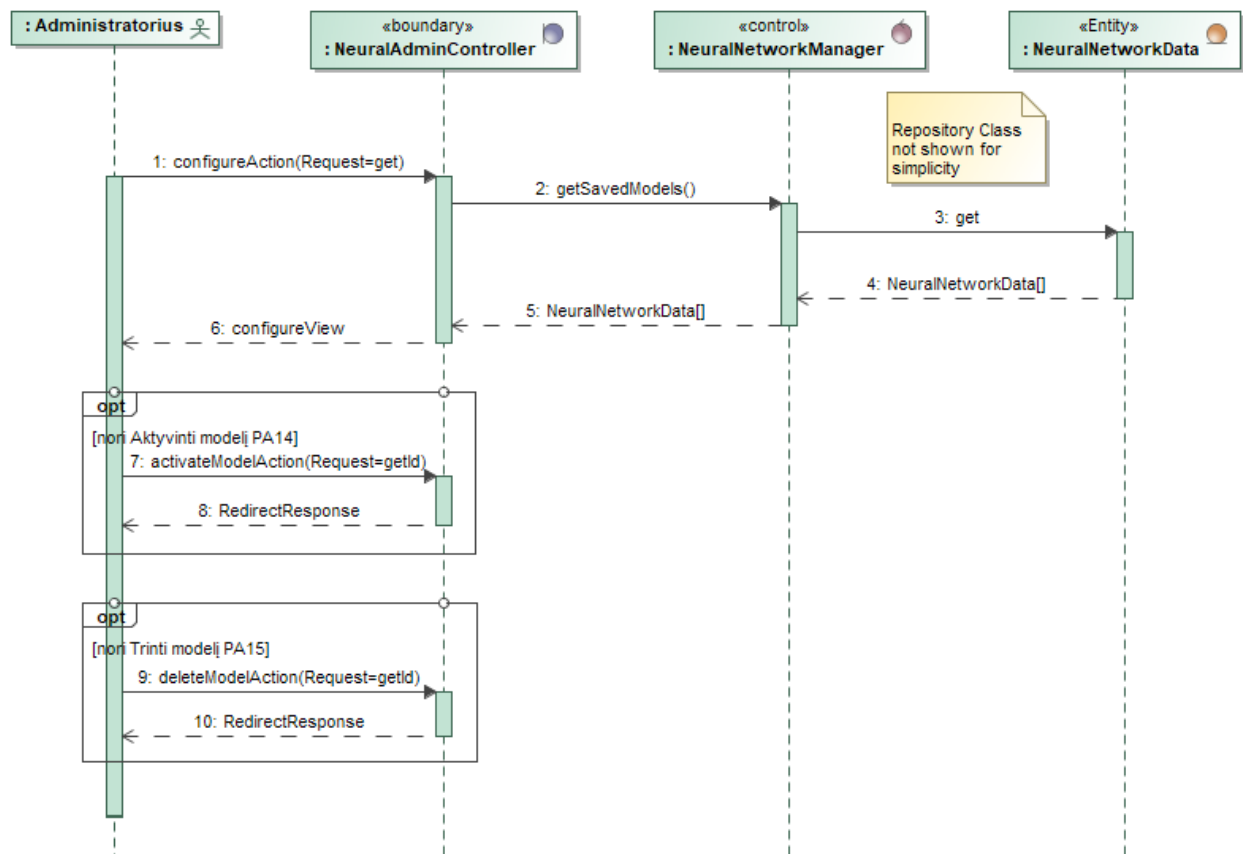 : Administratorius
«boundary»
: NeuralAdminController
«control»
: NeuralNetworkManager
«Entity»
: NeuralNetworkData
Repository Class
not shown for
simplicity
1: configureAction(Request=get)
2: getSavedModels()
3: get
4: NeuralNetworkData[]
5: NeuralNetworkData[]
6: configureView
opt
[nori Aktyvinti modelį PA14]
7: activateModelAction(Request=getId)
8: RedirectResponse
opt
[nori Trinti modelį PA15]
9: deleteModelAction(Request=getId)
10: RedirectResponse